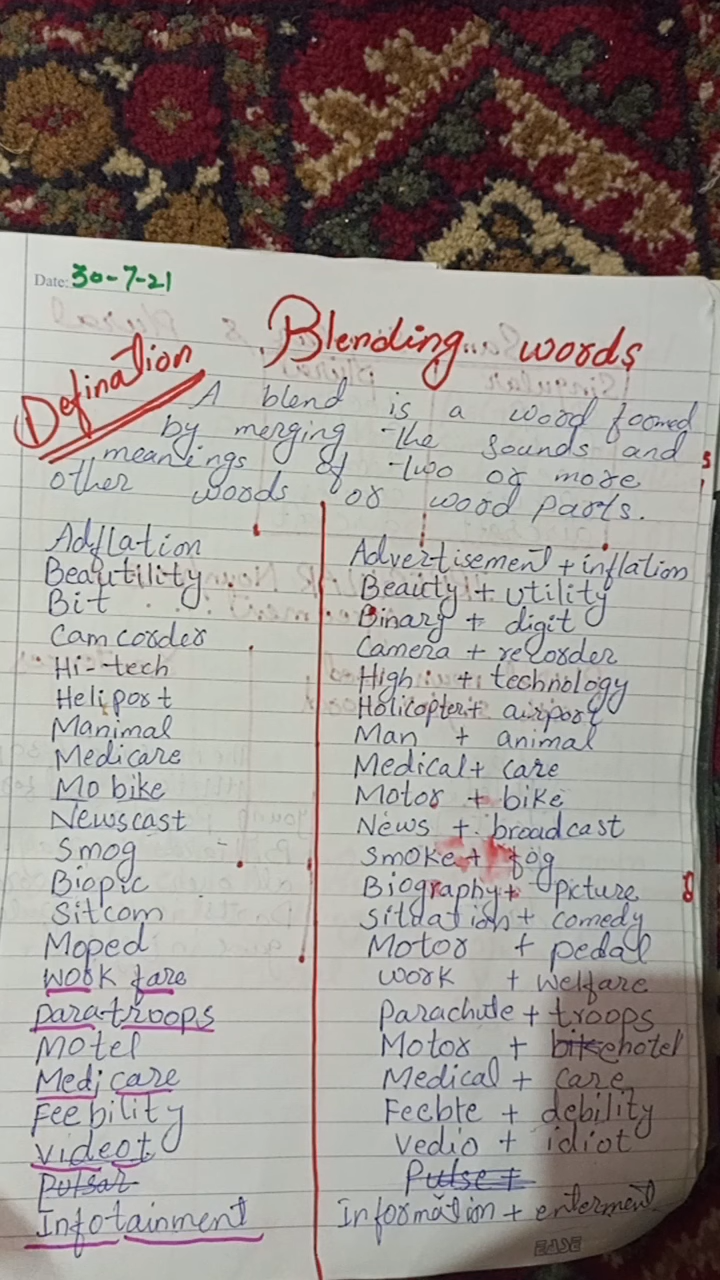 Date: 30-7-21
Blending words
Defination
A blend is a word formed
by merging the sounds and
meanings of two or more
other words or word parts.
Adflation Advertisement + inflation
Beautility Beauty + utility
Bit Binary + digit
Camcorder Camera + recorder
Hi-tech High + technology
Heliport Holicopter + airport
Manimal Man + animal
Medicare Medical + care
Mobike Motor + bike
Newscast News + broadcast
Smog Smoke + fog
Biopic Biography + picture
Sitcom Situation + comedy
Moped Motor + pedal
Work fare Work + welfare
Paratroops Parachute + troops
Motel Motor + bike hotel
Medicare Medical + care
Feebility Feeble + debility
Videot Vedio + idiot
Pulsar Pulse +
Infotainment Information + enterment
EASE